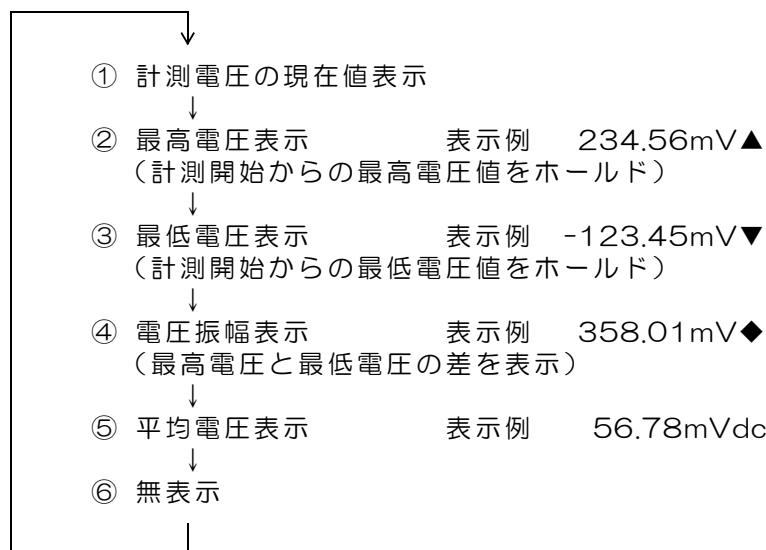 ① 計測電圧の現在値表示
↓
② 最高電圧表示 表示例 234.56mV▲
（計測開始からの最高電圧値をホールド）
↓
③ 最低電圧表示 表示例 -123.45mV▼
（計測開始からの最低電圧値をホールド）
↓
④ 電圧振幅表示 表示例 358.01mV◆
（最高電圧と最低電圧の差を表示）
↓
⑤ 平均電圧表示 表示例 56.78mVdc
↓
⑥ 無表示